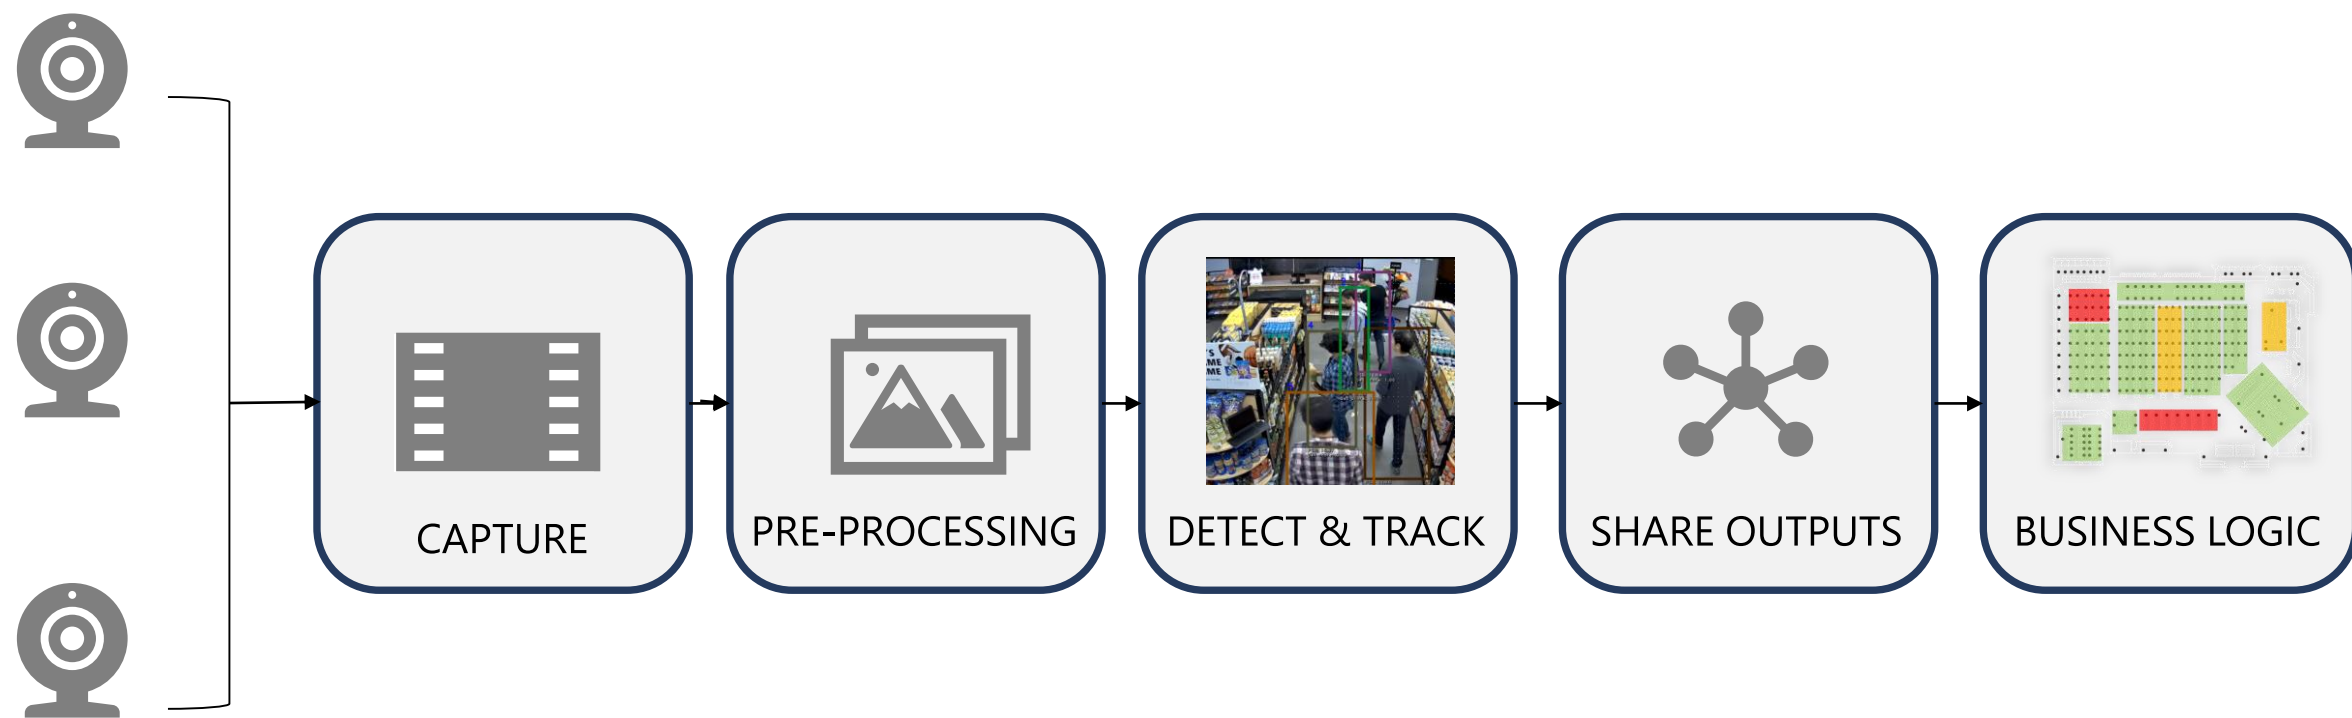 CAPTURE
PRE-PROCESSING
DETECT & TRACK
SHARE OUTPUTS
BUSINESS LOGIC